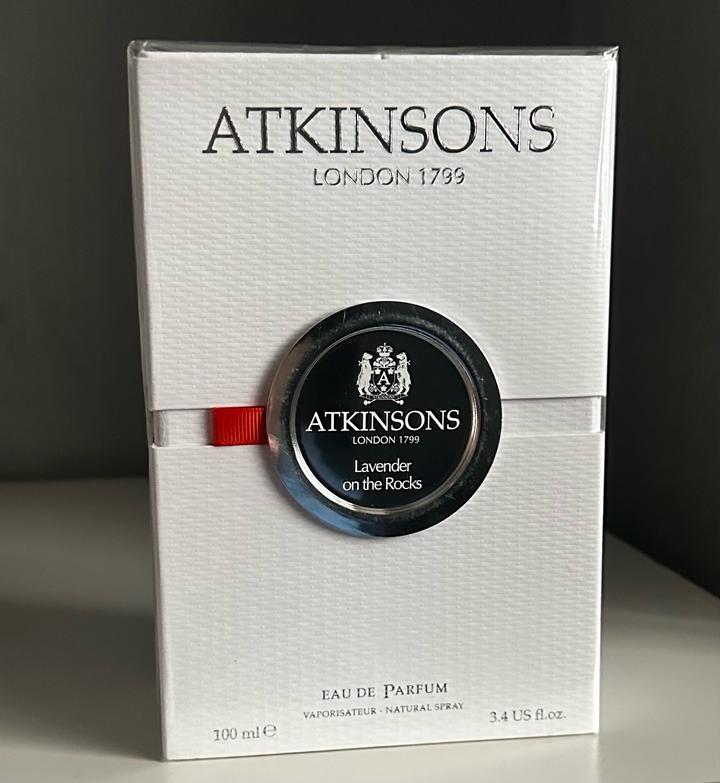 ATKINSONS
LONDON 1799
A
ATKINSONS
LONDON 1799
Lavender
on the Rocks
EAU DE PARFUM
VAPORISATEUR - NATURAL SPRAY
100 ml ℮
3.4 US fl.oz.